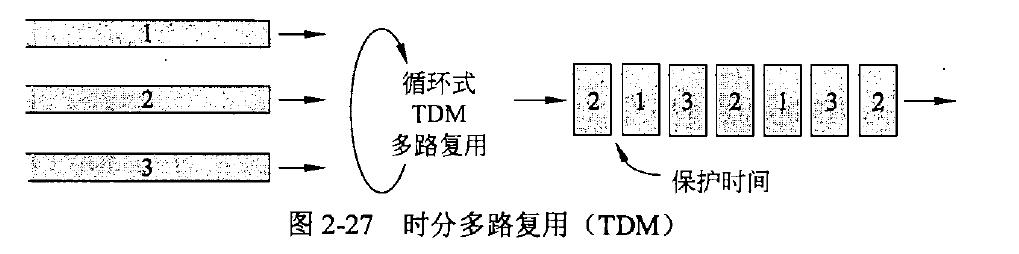 1
2
3
循环式
TDM
多路复用
2 1 3 2 1 3 2
保护时间
图 2-27 时分多路复用（TDM）